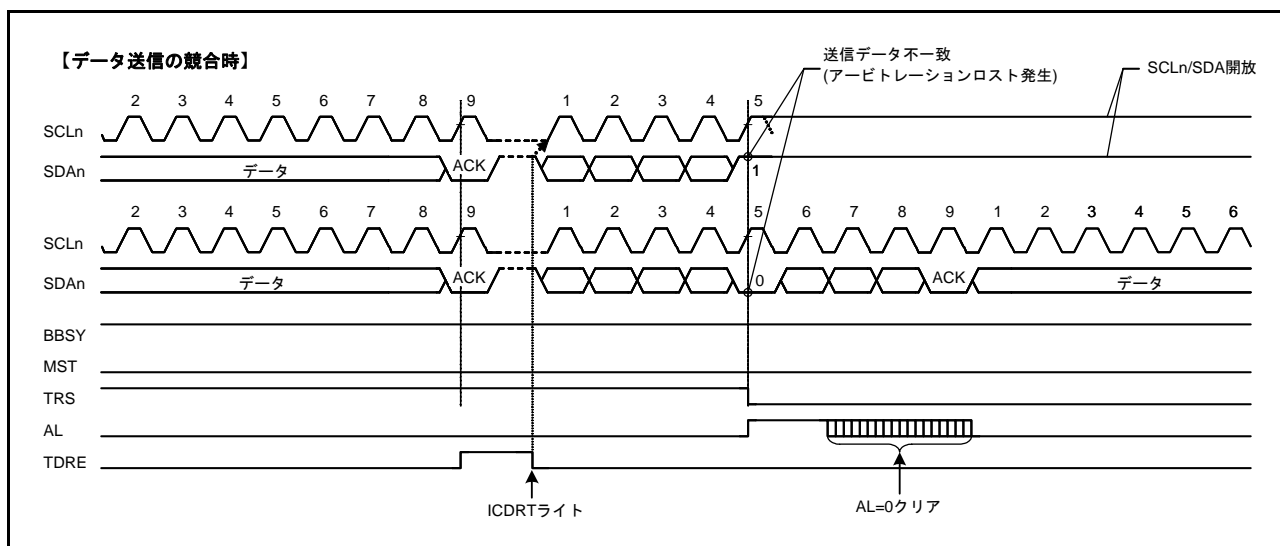 【データ送信の競合時】
送信データ不一致
(アービトレーションロスト発生)
SCLn/SDA開放
2 3 4 5 6 7 8 9 1 2 3 4 5
SCLn
SDAn
データ
ACK
1
2 3 4 5 6 7 8 9 1 2 3 4 5 6 7 8 9 1 2 3 4 5 6
SCLn
SDAn
データ
ACK
0
ACK
データ
BBSY
MST
TRS
AL
TDRE
ICDRTライト
AL=0クリア